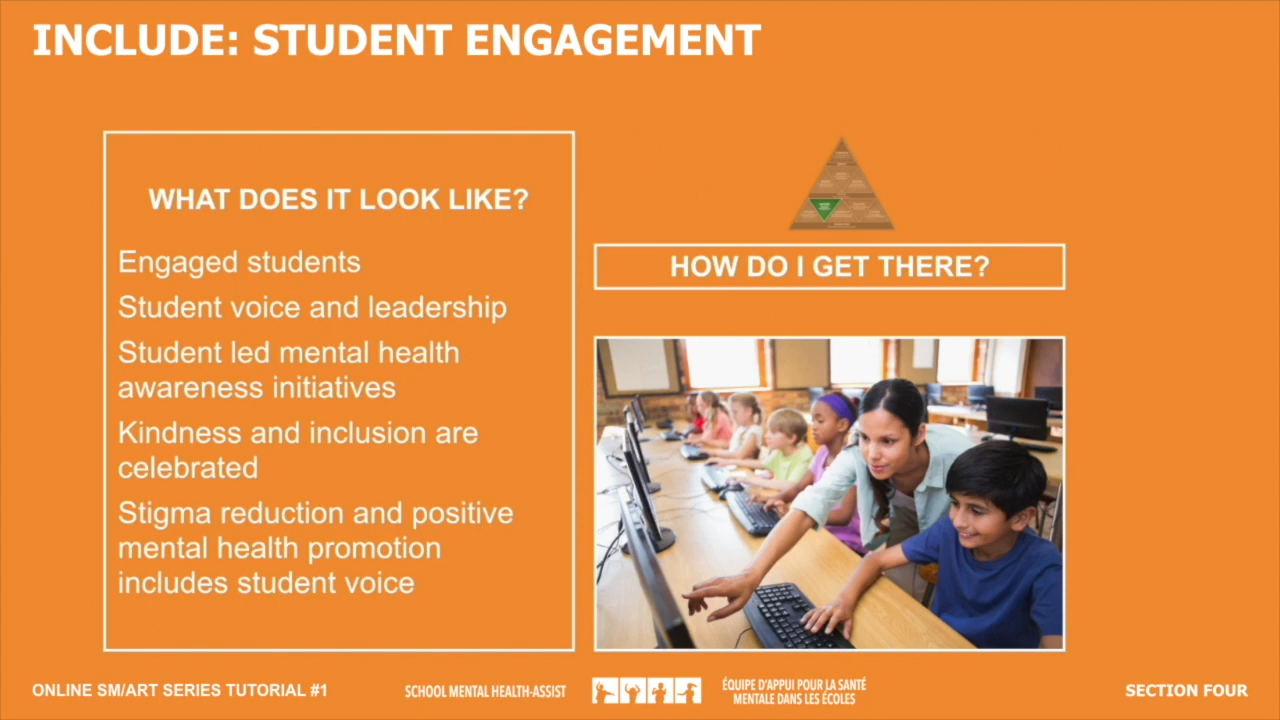 INCLUDE: STUDENT ENGAGEMENT
WHAT DOES IT LOOK LIKE?
Engaged students
Student voice and leadership
Student led mental health
awareness initiatives
Kindness and inclusion are
celebrated
Stigma reduction and positive
mental health promotion
includes student voice
HOW DO I GET THERE?
ONLINE SM/ART SERIES TUTORIAL #1
SCHOOL MENTAL HEALTH-ASSIST
ÉQUIPE D'APPUI POUR LA SANTÉ
MENTALE DANS LES ÉCOLES
SECTION FOUR